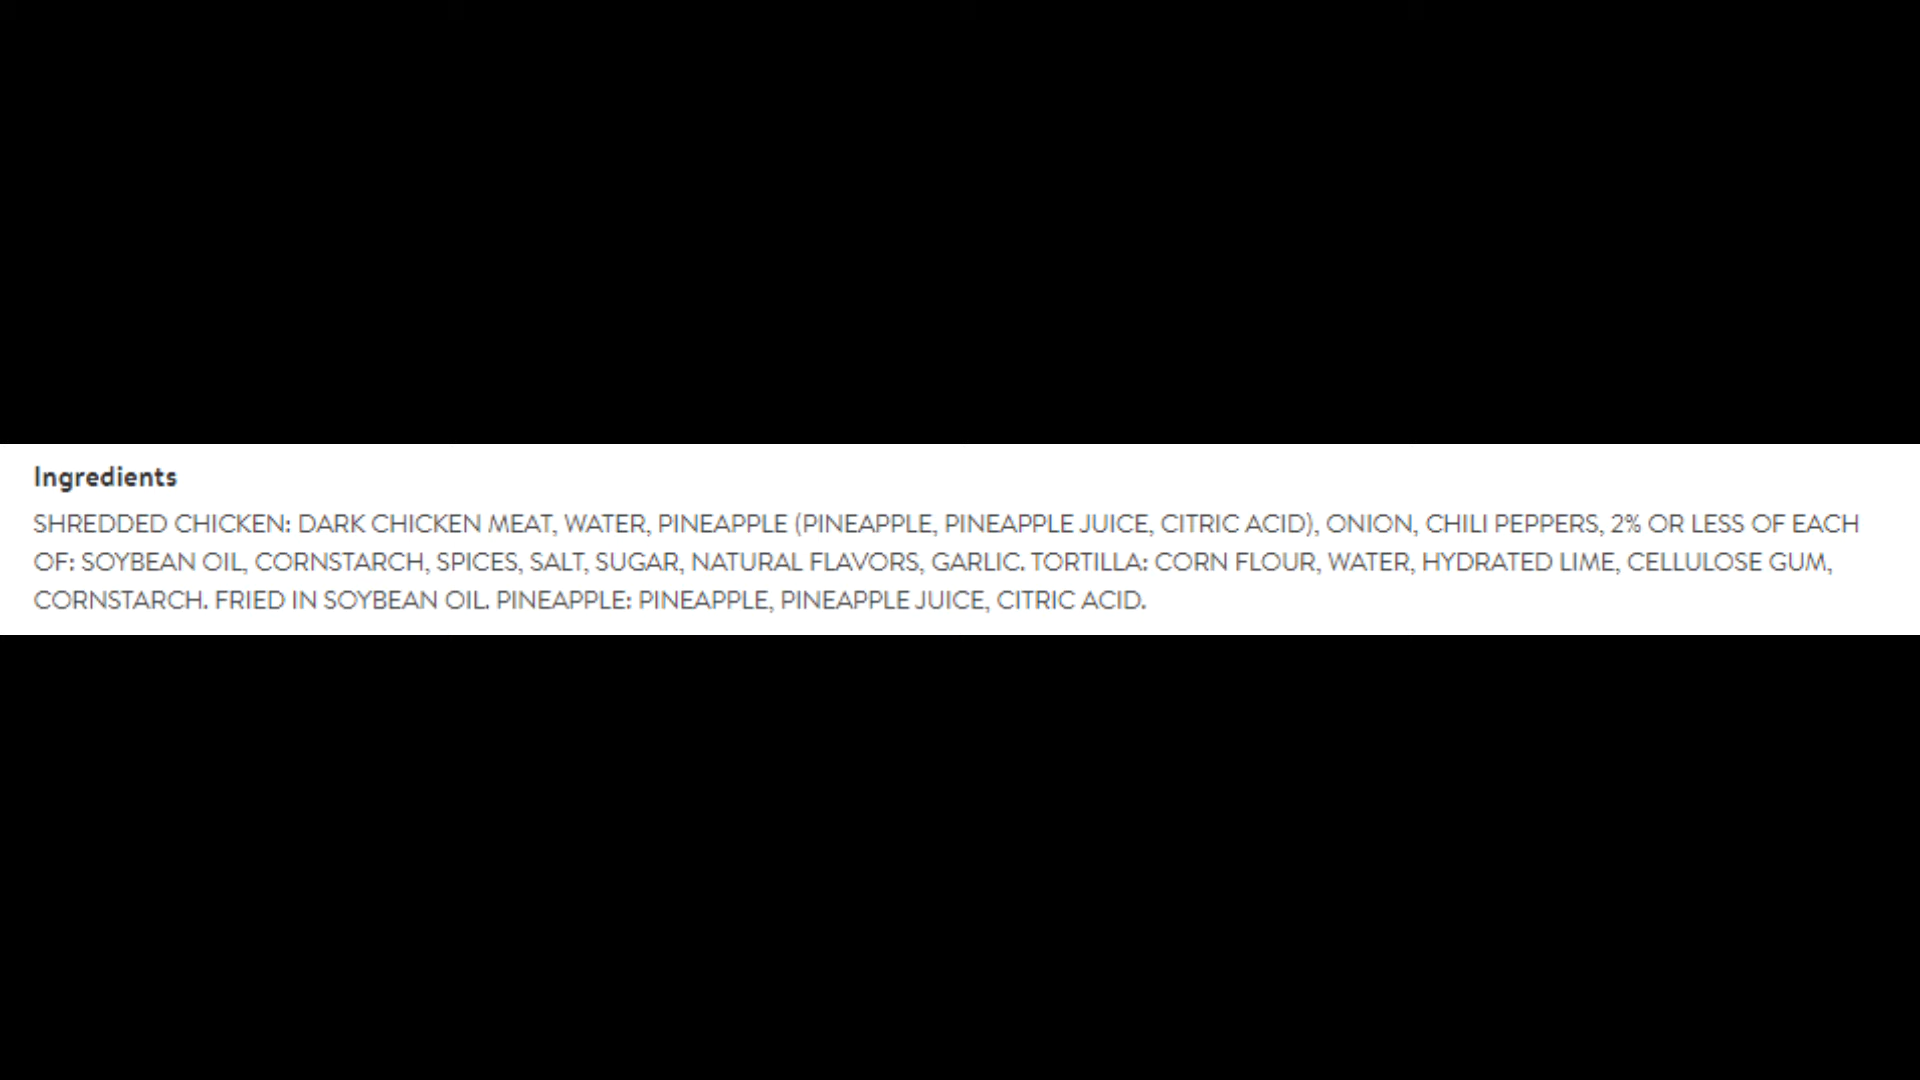 Ingredients
SHREDDED CHICKEN: DARK CHICKEN MEAT, WATER, PINEAPPLE (PINEAPPLE, PINEAPPLE JUICE, CITRIC ACID), ONION, CHILI PEPPERS, 2% OR LESS OF EACH
OF: SOYBEAN OIL, CORNSTARCH, SPICES, SALT, SUGAR, NATURAL FLAVORS, GARLIC. TORTILLA: CORN FLOUR, WATER, HYDRATED LIME, CELLULOSE GUM,
CORNSTARCH. FRIED IN SOYBEAN OIL. PINEAPPLE: PINEAPPLE, PINEAPPLE JUICE, CITRIC ACID.